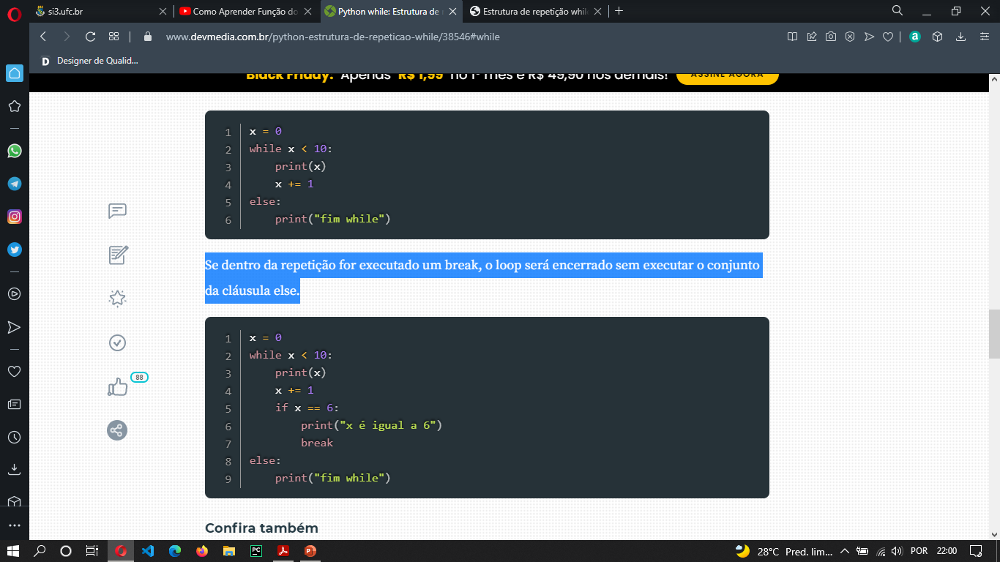 si3.ufc.br
Como Aprender Função do
Python while: Estrutura de r
Estrutura de repetição whil
www.devmedia.com.br/python-estrutura-de-repeticao-while/38546#while
a
D Designer de Qualid...
Black Friday: Apenas R$ 1,99 no 1º mês e R$ 49,90 nos demais! ASSINE AGORA
1 x = 0
2 while x < 10:
3     print(x)
4     x += 1
5 else:
6     print("fim while")
Se dentro da repetição for executado um break, o loop será encerrado sem executar o conjunto
da cláusula else.
1 x = 0
2 while x < 10:
3     print(x)
4     x += 1
5     if x == 6:
6         print("x é igual a 6")
7         break
8 else:
9     print("fim while")
88
Confira também
PC
28°C Pred. lim... POR 22:00